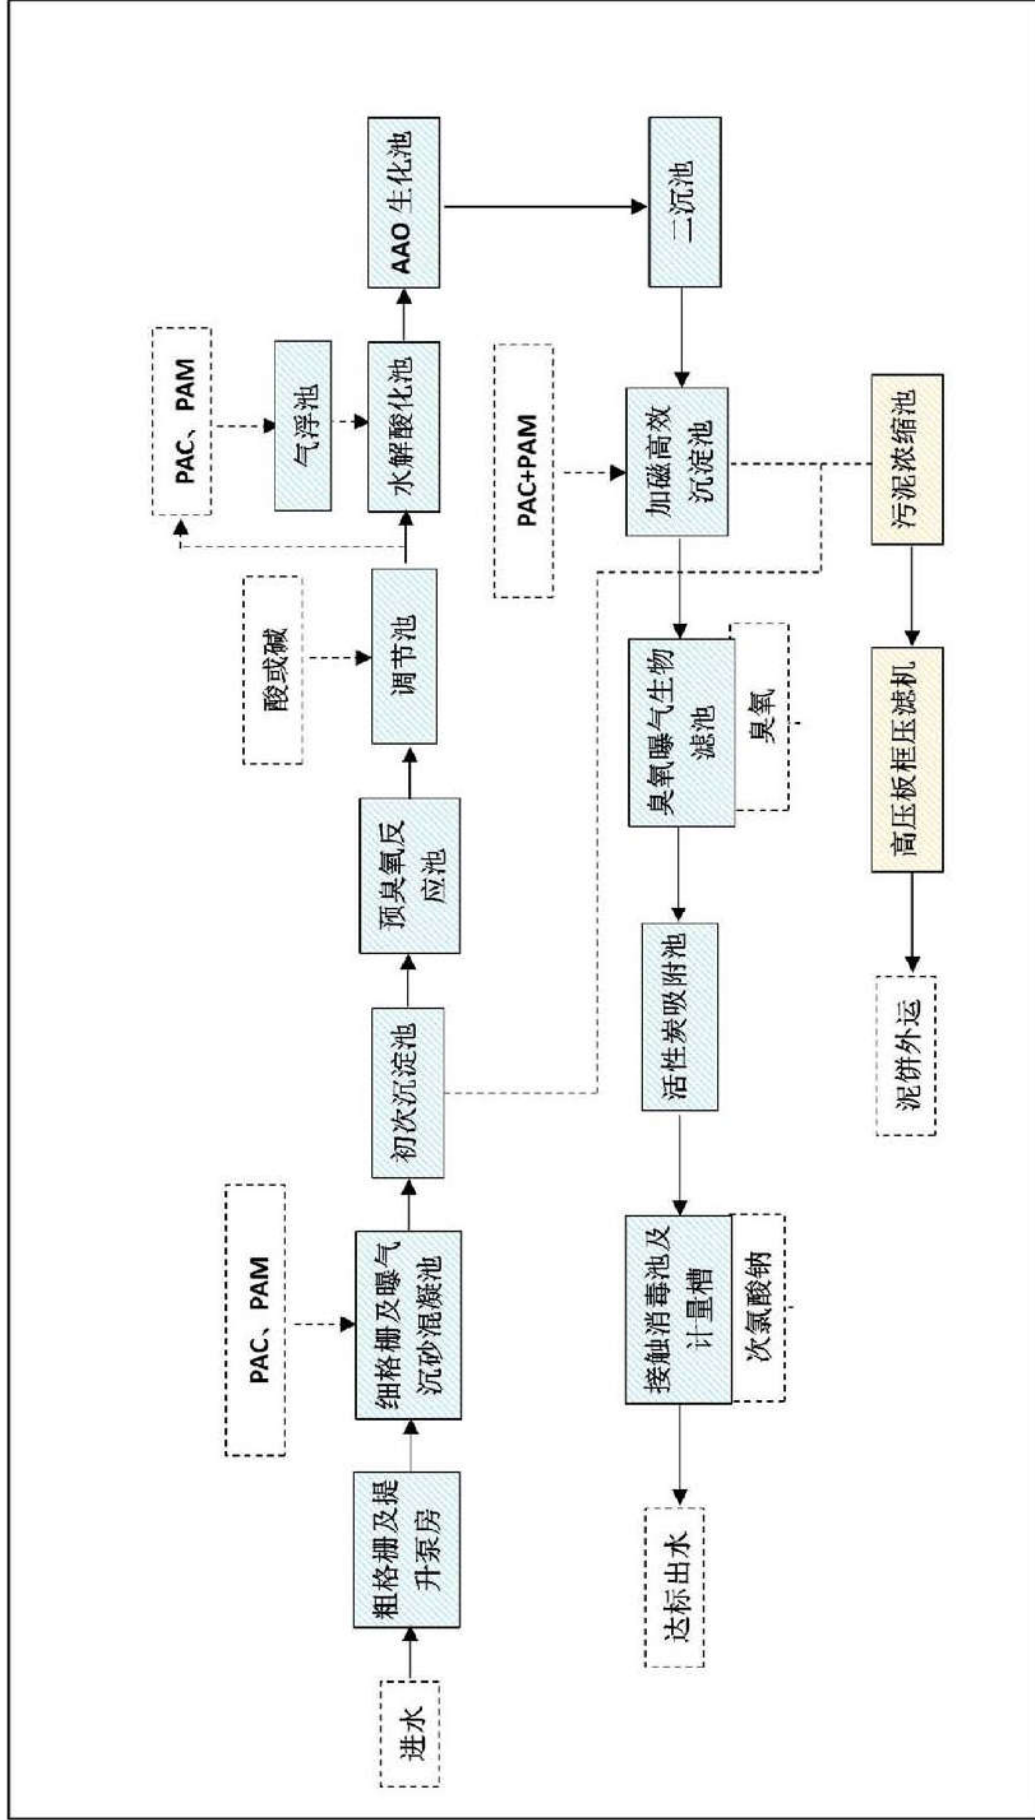 PAC、PAM
气浮池
酸或碱
PAC、PAM
进水
粗格栅及提
升泵房
细格栅及曝气
沉砂混凝池
初次沉淀池
预臭氧反
应池
调节池
水解酸化池
AAO 生化池
PAC+PAM
二沉池
加磁高效
沉淀池
臭氧曝气生物
滤池
臭氧
活性炭吸附池
接触消毒池及
计量槽
次氯酸钠
达标出水
污泥浓缩池
高压板框压滤机
泥饼外运